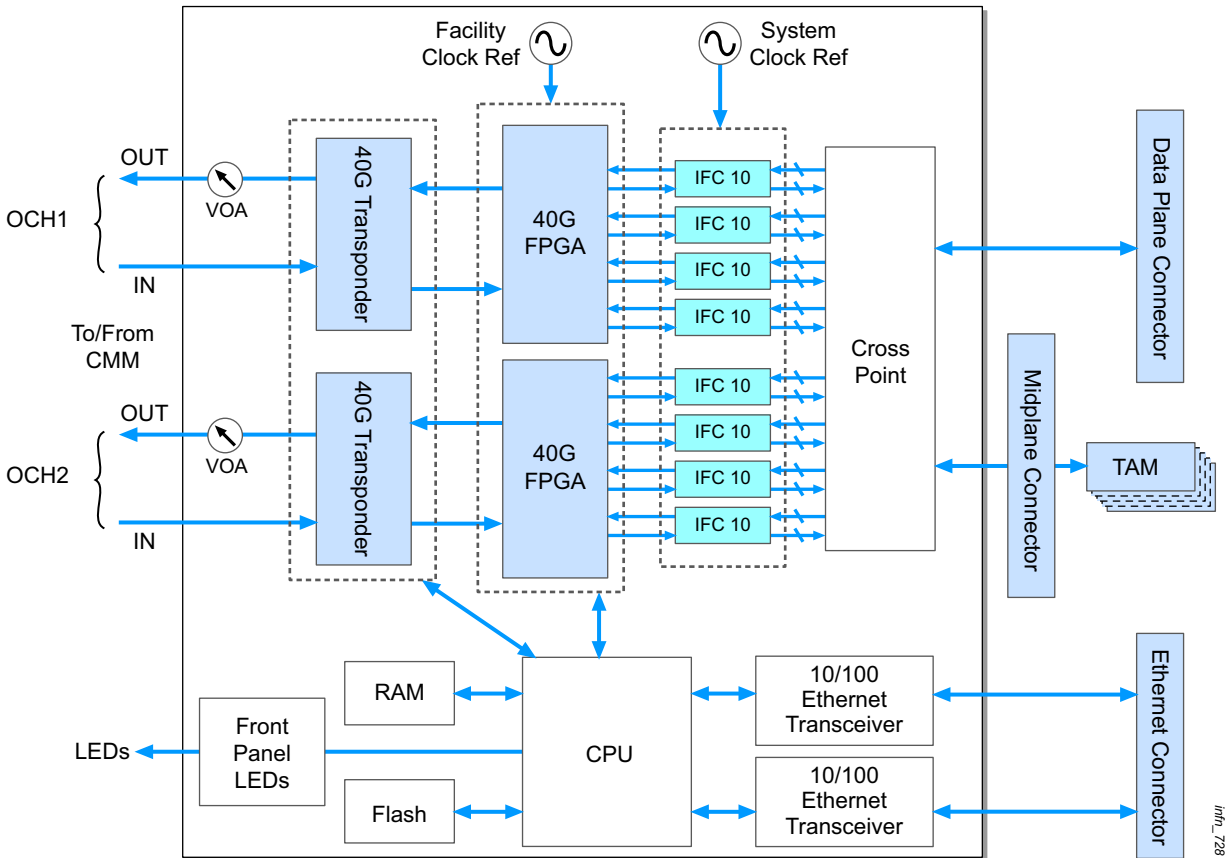 Facility
Clock Ref
System
Clock Ref
OUT
VOA
OCH1
IN
40G Transponder
40G
FPGA
IFC 10
IFC 10
IFC 10
IFC 10
To/From
CMM
OUT
VOA
OCH2
IN
40G Transponder
40G
FPGA
IFC 10
IFC 10
IFC 10
IFC 10
Cross
Point
Data Plane Connector
Midplane Connector
TAM
RAM
Front
Panel
LEDs
LEDs
Flash
CPU
10/100
Ethernet
Transceiver
10/100
Ethernet
Transceiver
Ethernet Connector
infn_728